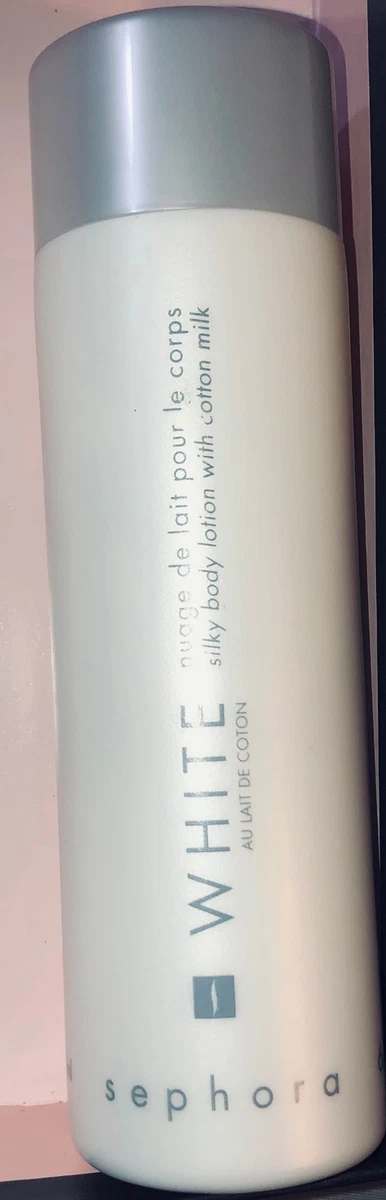 nuage de lait pour le corps
silky body lotion with cotton milk
WHITE
AU LAIT DE COTON
sephora